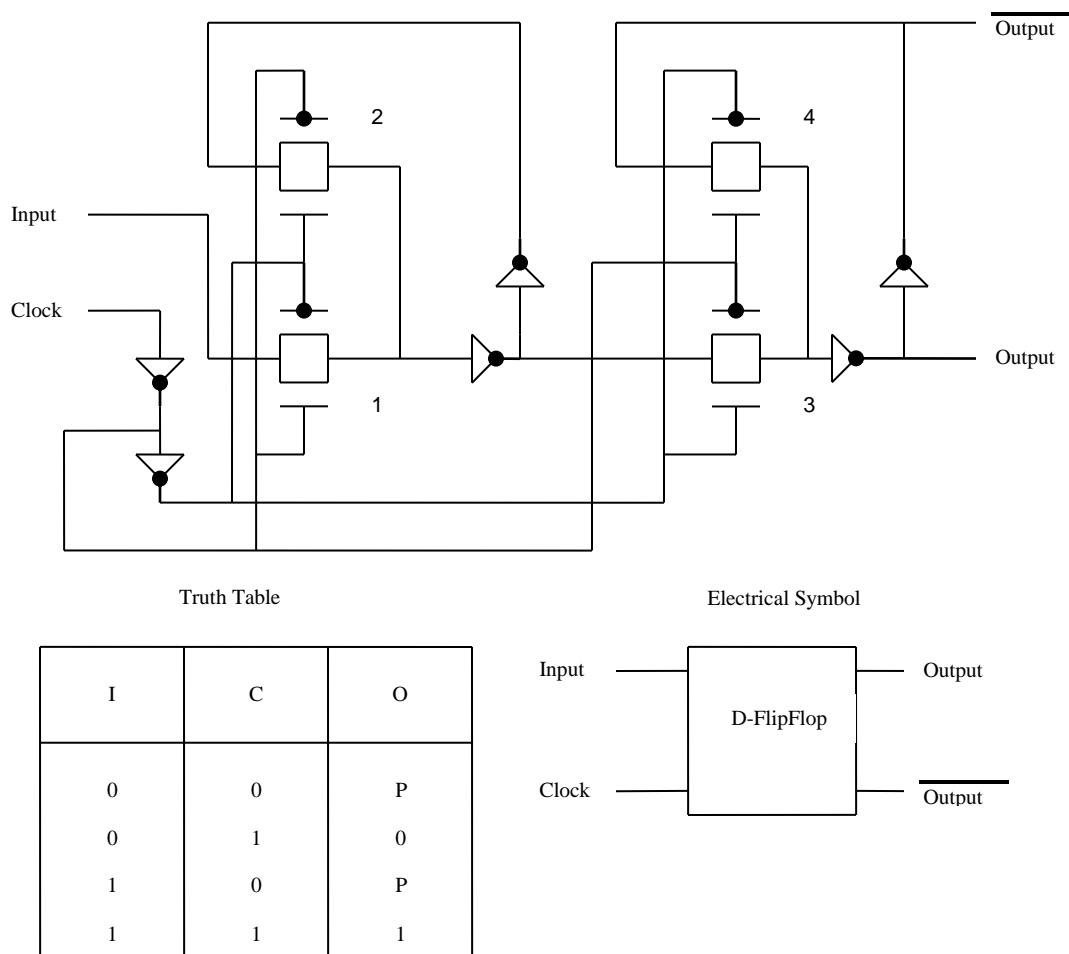 Output
2
4
Input
Clock
Output
1
3
Truth Table
Electrical Symbol
I C O
0 0 P
0 1 0
1 0 P
1 1 1
Input
Output
D-FlipFlop
Clock
Output